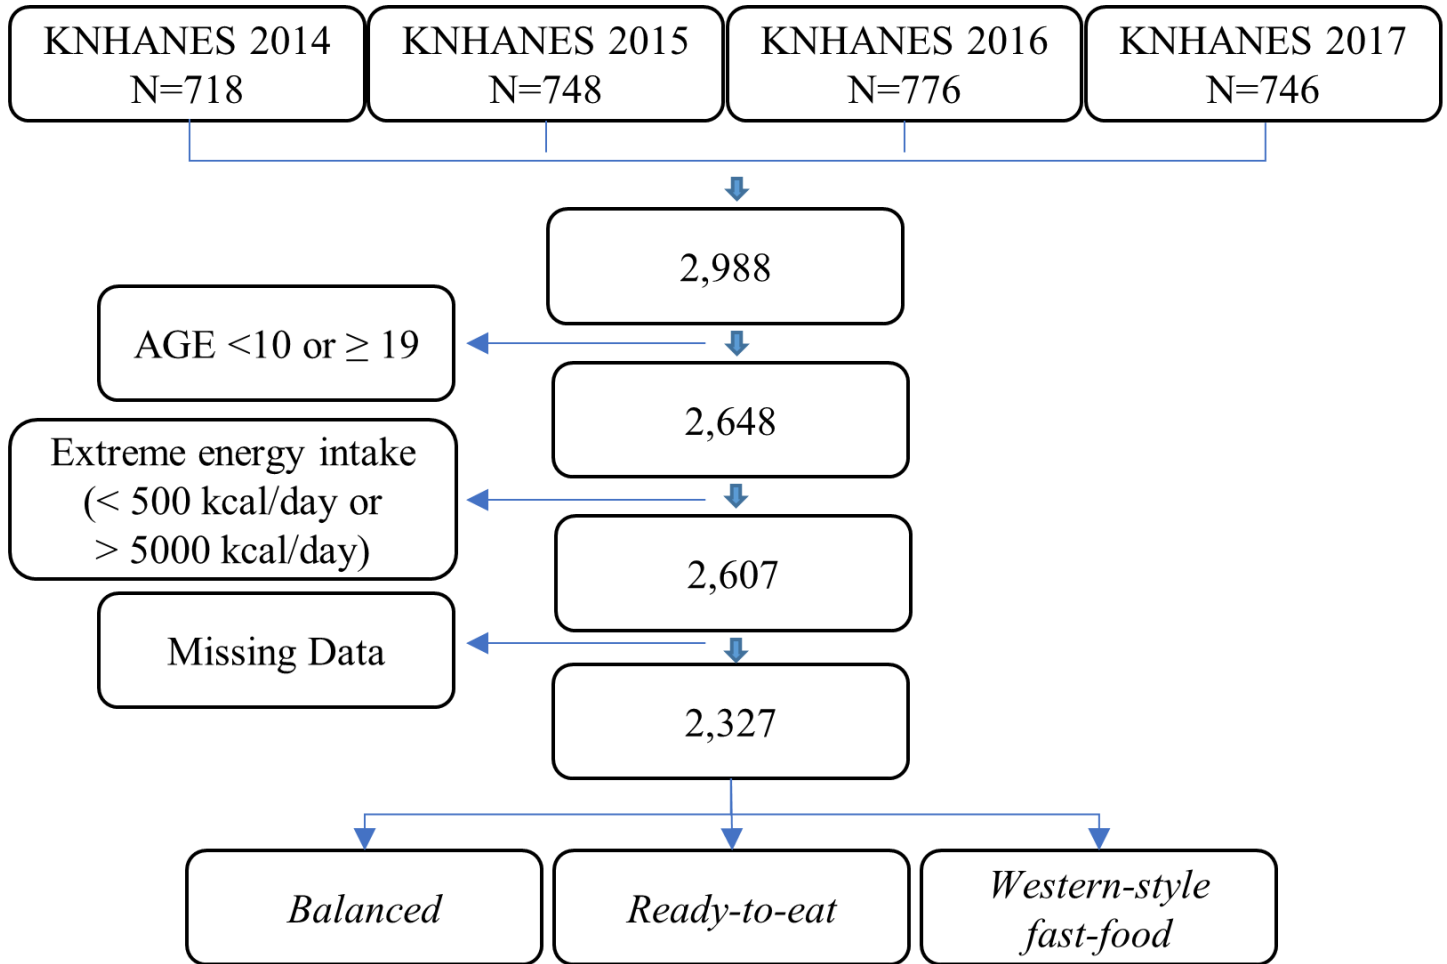 KNHANES 2014
N=718
KNHANES 2015
N=748
KNHANES 2016
N=776
KNHANES 2017
N=746
2,988
AGE <10 or ≥ 19
2,648
Extreme energy intake
(< 500 kcal/day or
> 5000 kcal/day)
2,607
Missing Data
2,327
Balanced
Ready-to-eat
Western-style
fast-food